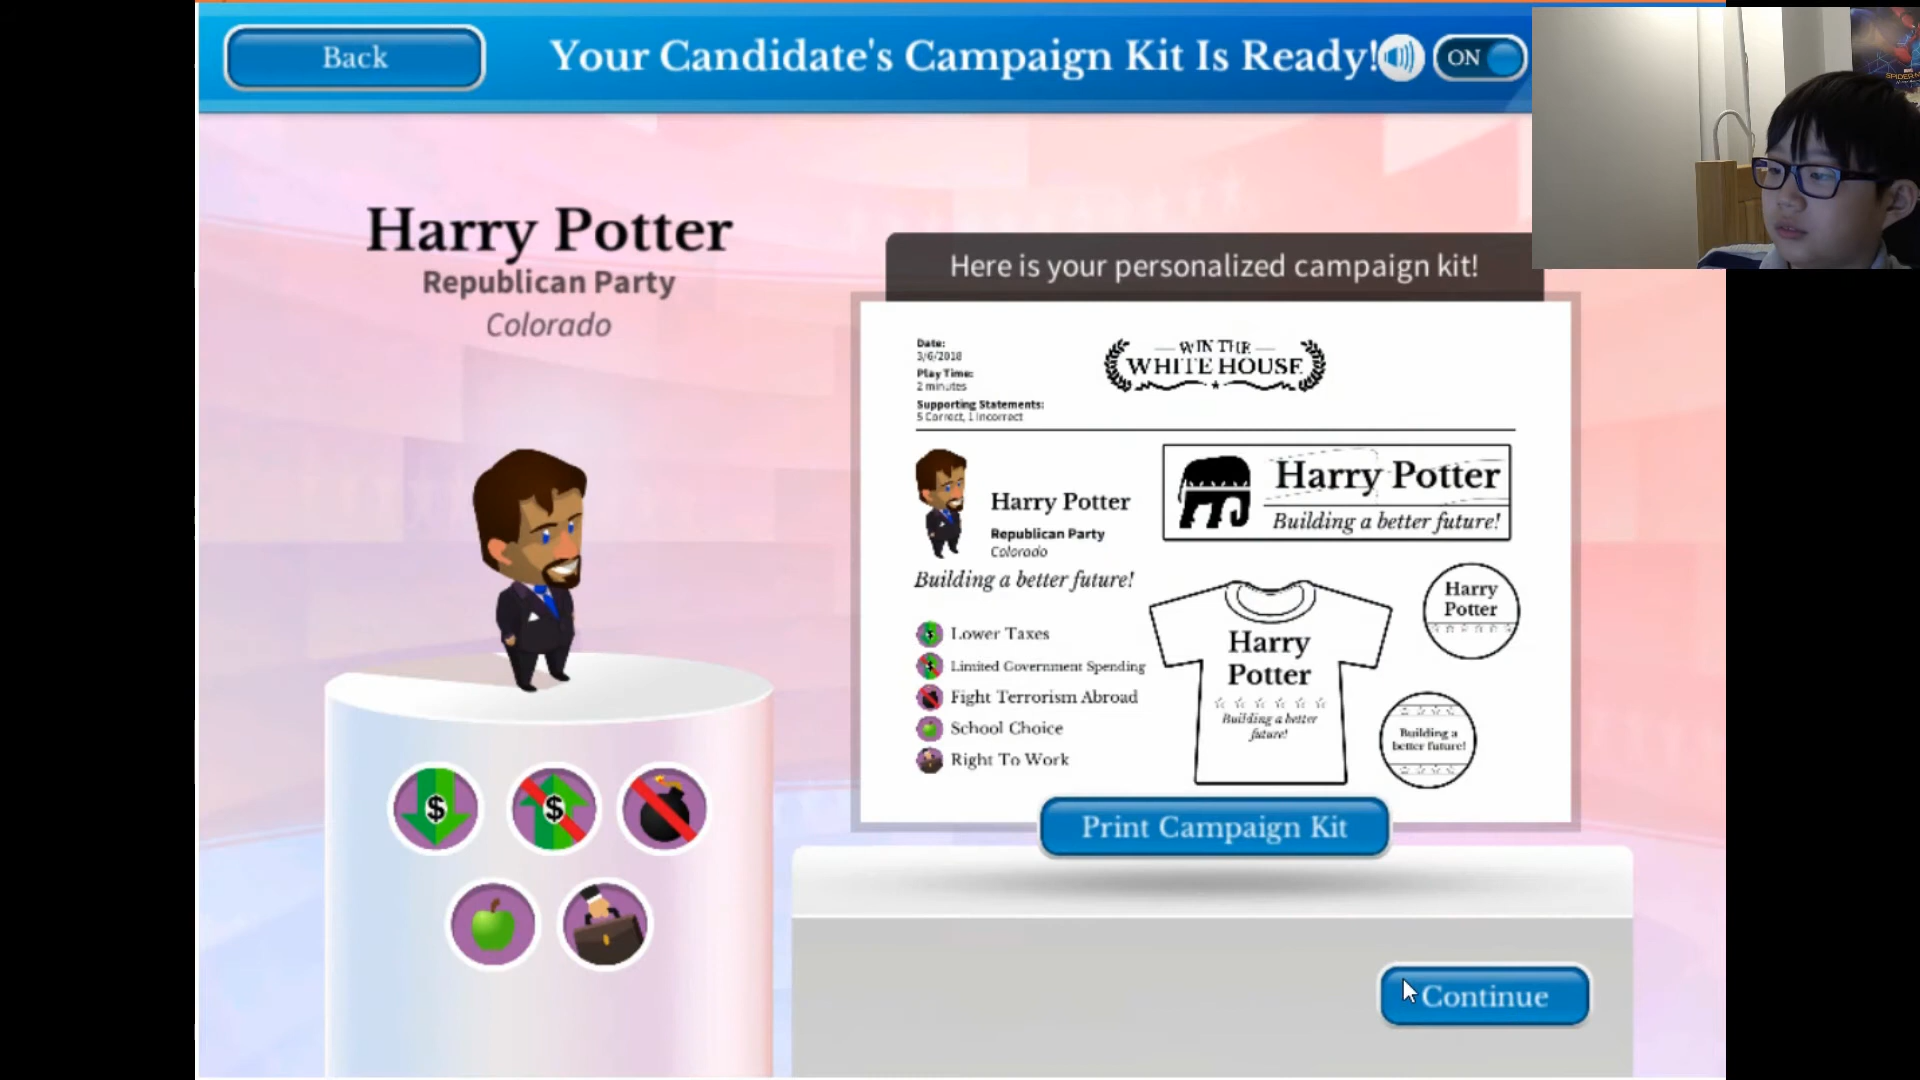 Back
Your Candidate's Campaign Kit Is Ready!
ON
SPIDER
Harry Potter
Republican Party
Colorado
Here is your personalized campaign kit!
Date:
3/6/2018
Play Time:
2 minutes
Supporting Statements:
5 Correct, 1 Incorrect
WIN THE
WHITE HOUSE
Harry Potter
Republican Party
Colorado
Building a better future!
Harry Potter
Building a better future!
Lower Taxes
Limited Government Spending
Fight Terrorism Abroad
School Choice
Right To Work
Harry
Potter
Building a better
future!
Harry
Potter
Building a
better future!
$
$
Print Campaign Kit
Continue